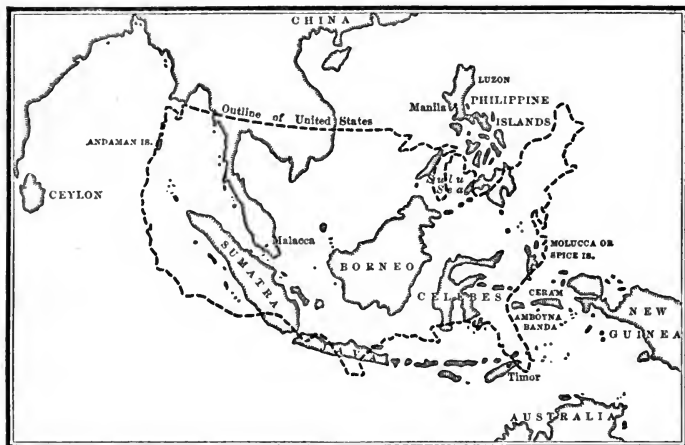 CHINA
LUZON
Manila
PHILIPPINE
ISLANDS
Outline of United States
ANDAMAN IS.
Sulu
Sea
CEYLON
Malacca
MOLUCCA OR
SPICE IS.
SUMATRA
BORNEO
CELEBES
CERAM
AMBOYNA
BANDA
NEW
GUINEA
JAVA
Timor
AUSTRALIA